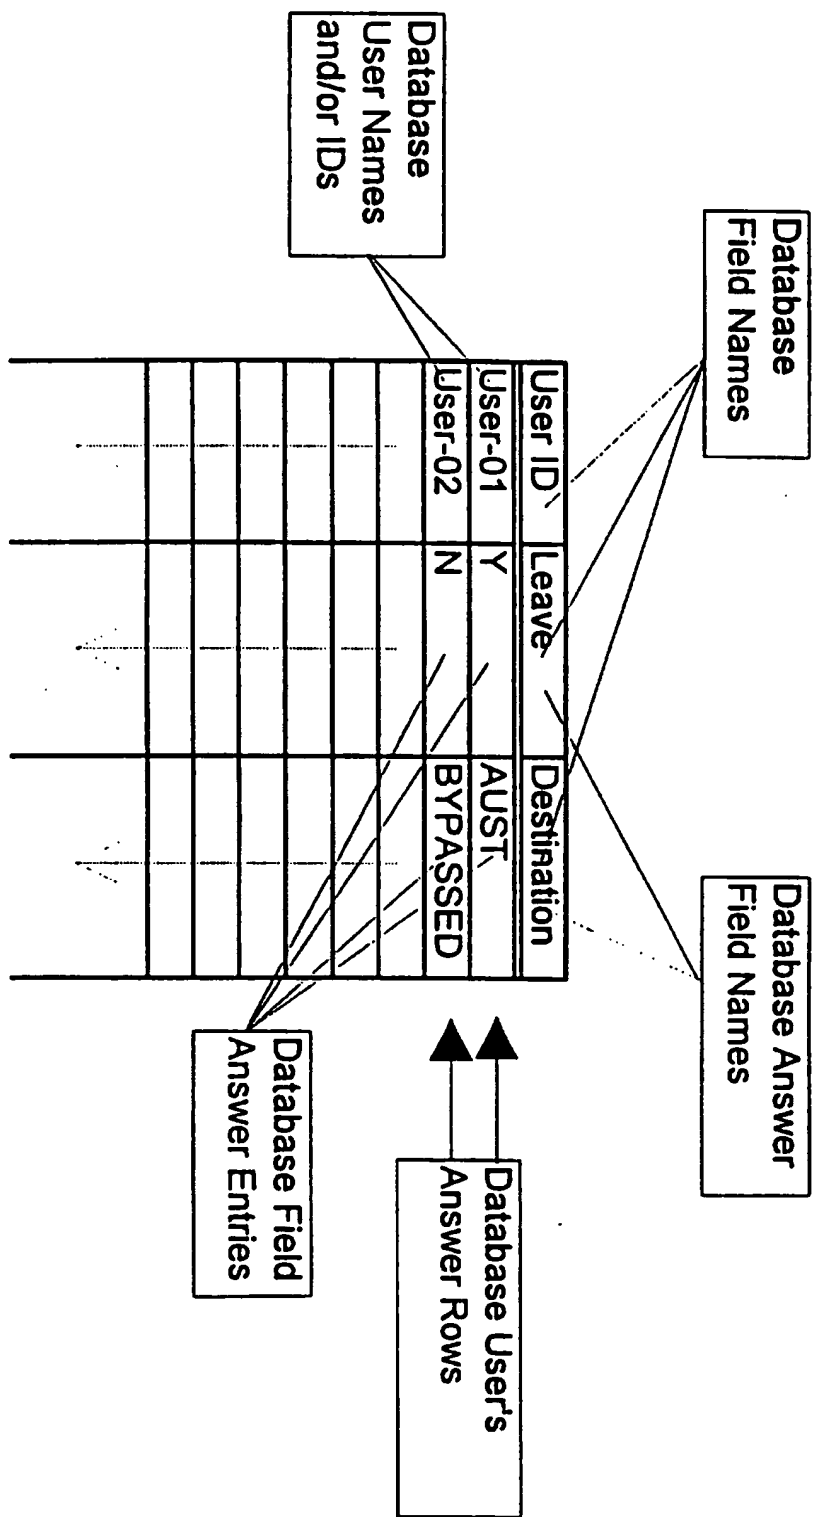 Database
Field Names
Database Answer
Field Names
Database
User Names
and/or IDs
User ID Leave Destination
User-01 Y AUST
User-02 N BYPASSED
Database User's
Answer Rows
Database Field
Answer Entries